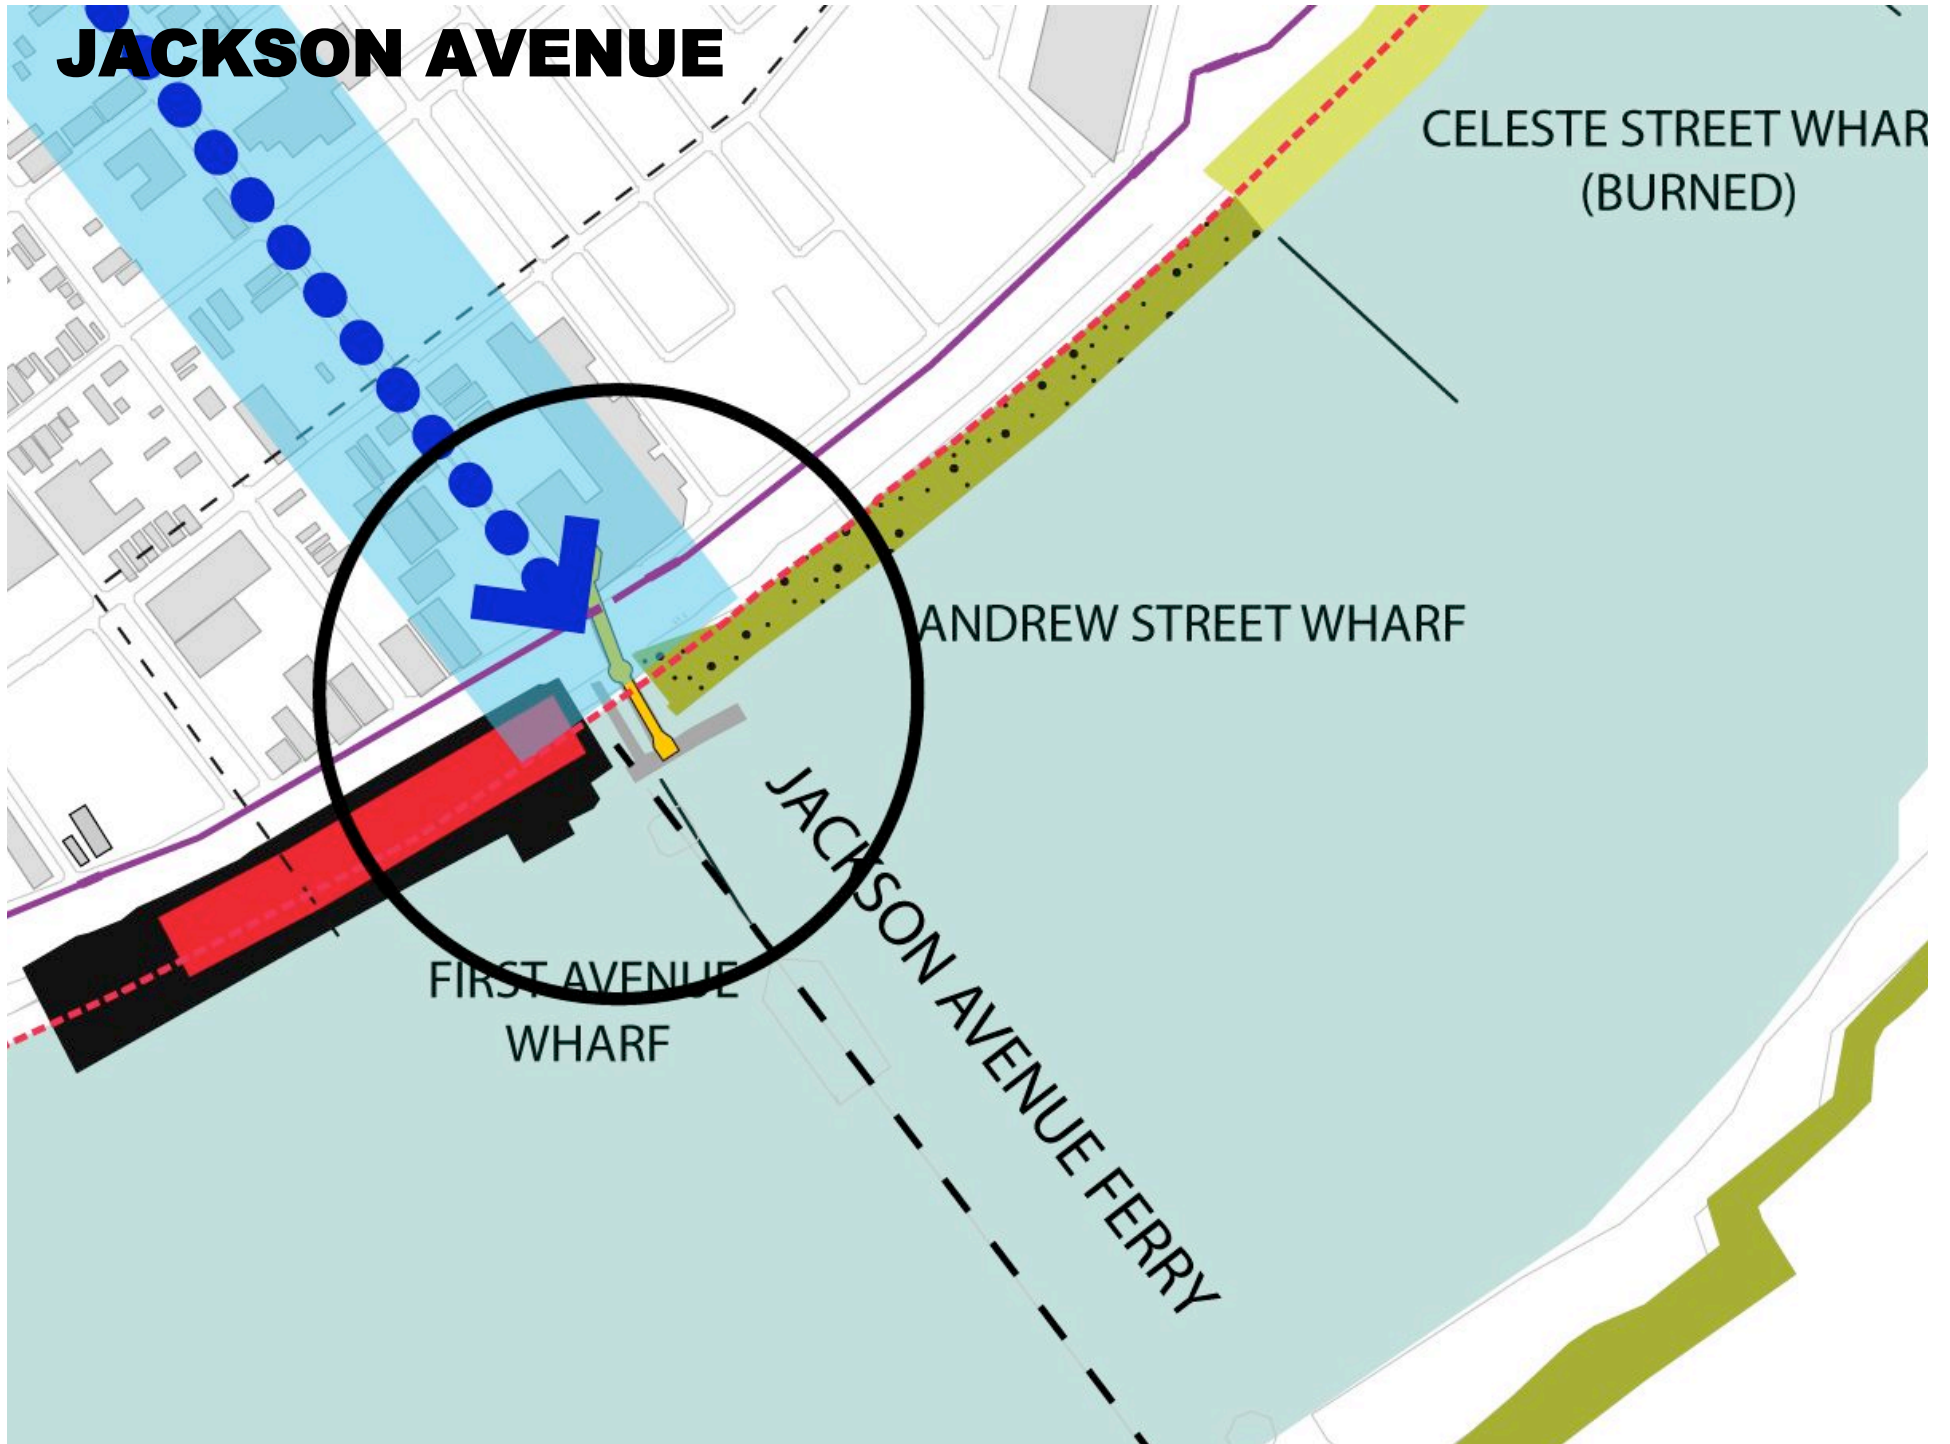 JACKSON AVENUE
CELESTE STREET WHAR
(BURNED)
ANDREW STREET WHARF
JACKSON AVENUE FERRY
FIRST AVENUE
WHARF